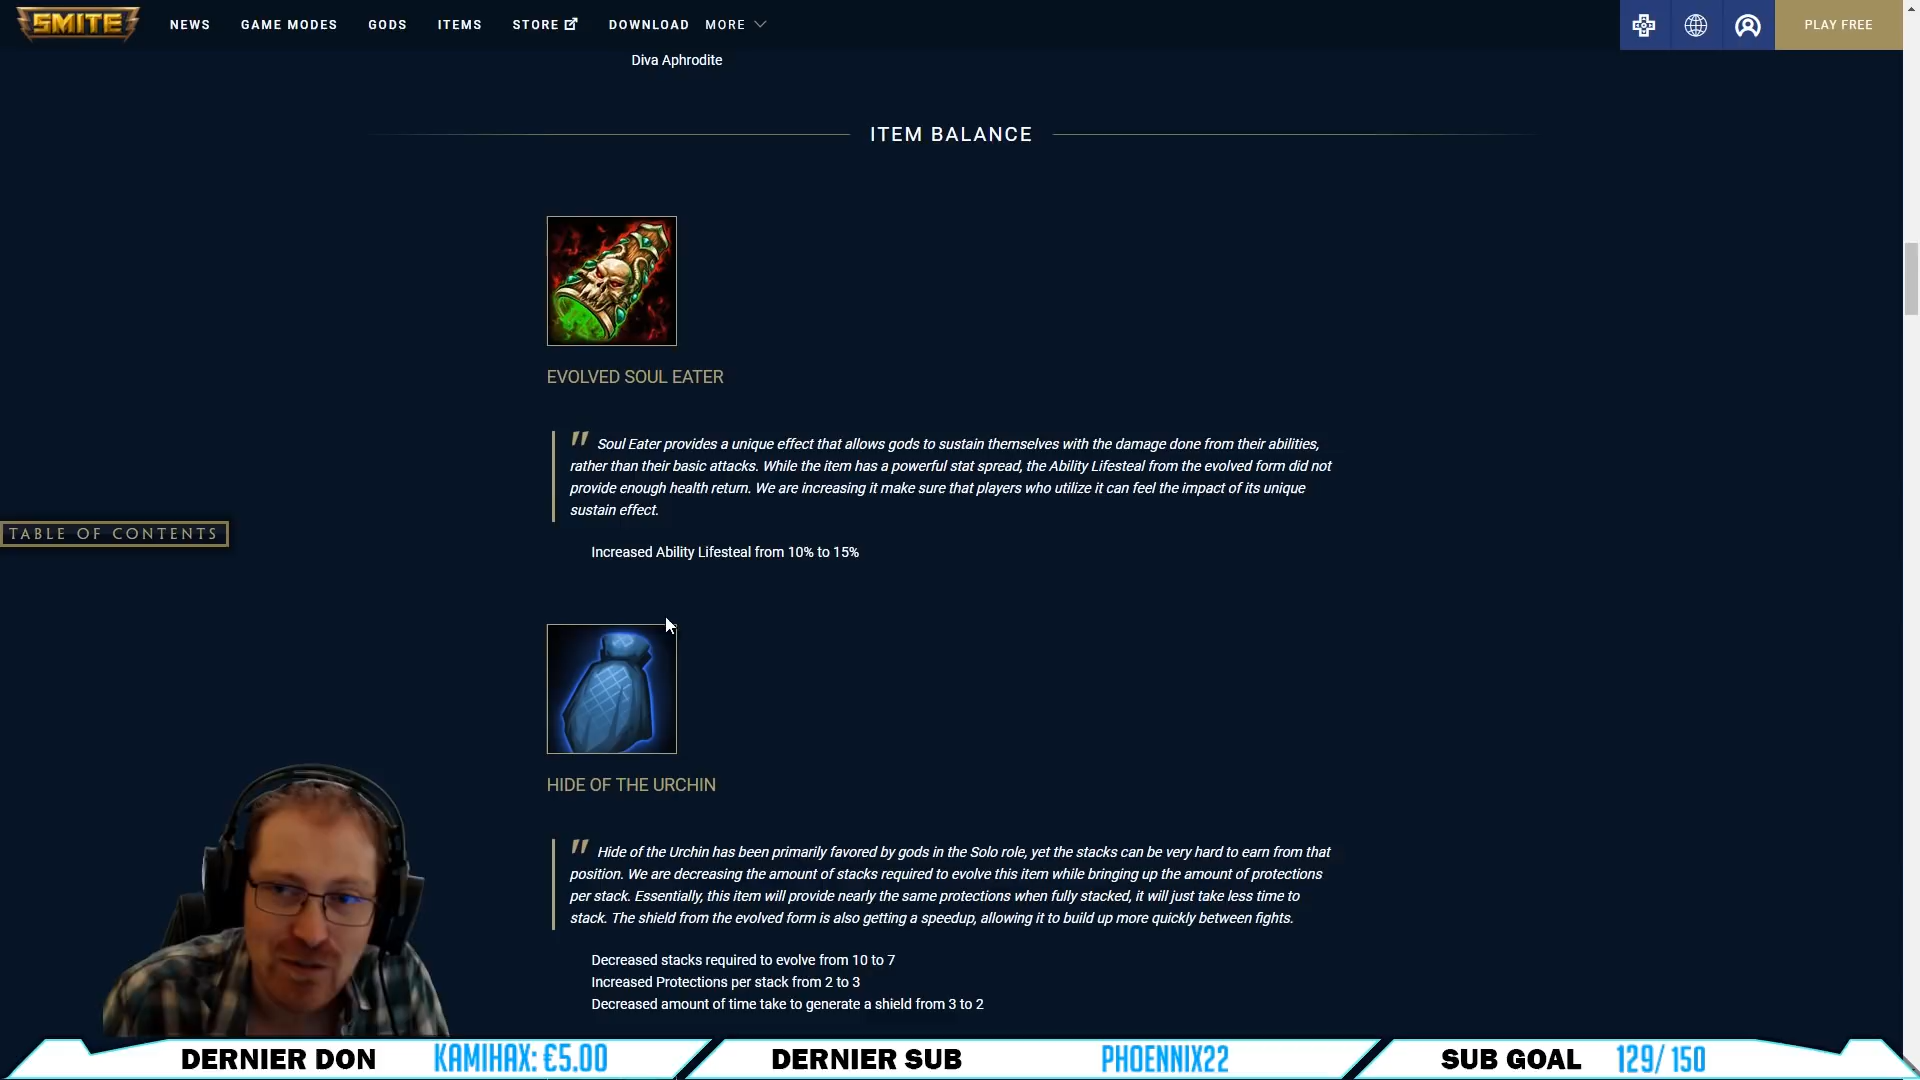 SMITE
NEWS GAME MODES GODS ITEMS STORE DOWNLOAD MORE PLAY FREE
Diva Aphrodite
ITEM BALANCE
EVOLVED SOUL EATER
" Soul Eater provides a unique effect that allows gods to sustain themselves with the damage done from their abilities,
rather than their basic attacks. While the item has a powerful stat spread, the Ability Lifesteal from the evolved form did not
provide enough health return. We are increasing it make sure that players who utilize it can feel the impact of its unique
sustain effect.
TABLE OF CONTENTS
Increased Ability Lifesteal from 10% to 15%
HIDE OF THE URCHIN
" Hide of the Urchin has been primarily favored by gods in the Solo role, yet the stacks can be very hard to earn from that
position. We are decreasing the amount of stacks required to evolve this item while bringing up the amount of protections
per stack. Essentially, this item will provide nearly the same protections when fully stacked, it will just take less time to
stack. The shield from the evolved form is also getting a speedup, allowing it to build up more quickly between fights.
Decreased stacks required to evolve from 10 to 7
Increased Protections per stack from 2 to 3
Decreased amount of time take to generate a shield from 3 to 2
DERNIER DON KAMIHAX: €5.00 DERNIER SUB PHOENNIX22 SUB GOAL 129/ 150